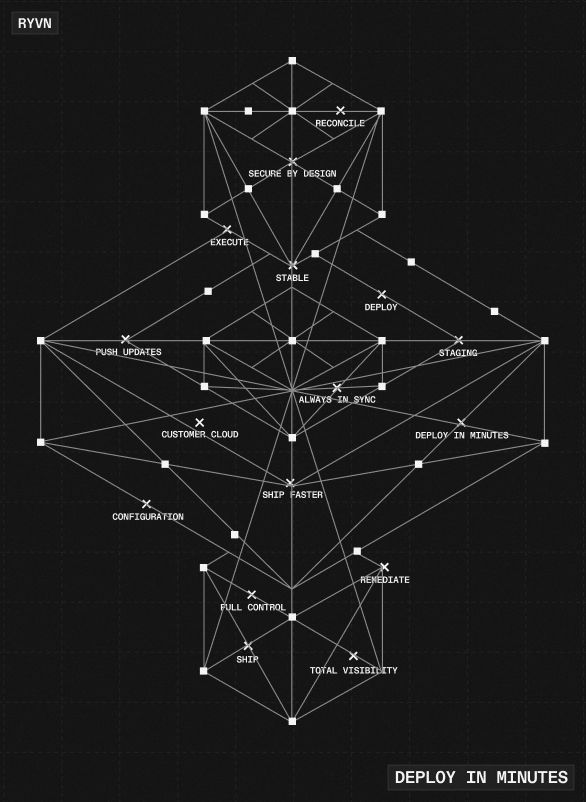 RYVN
RECONCILE
SECURE BY DESIGN
EXECUTE
STABLE
DEPLOY
PUSH UPDATES
STAGING
ALWAYS IN SYNC
CUSTOMER CLOUD
DEPLOY IN MINUTES
SHIP FASTER
CONFIGURATION
REMEDIATE
FULL CONTROL
SHIP
TOTAL VISIBILITY
DEPLOY IN MINUTES